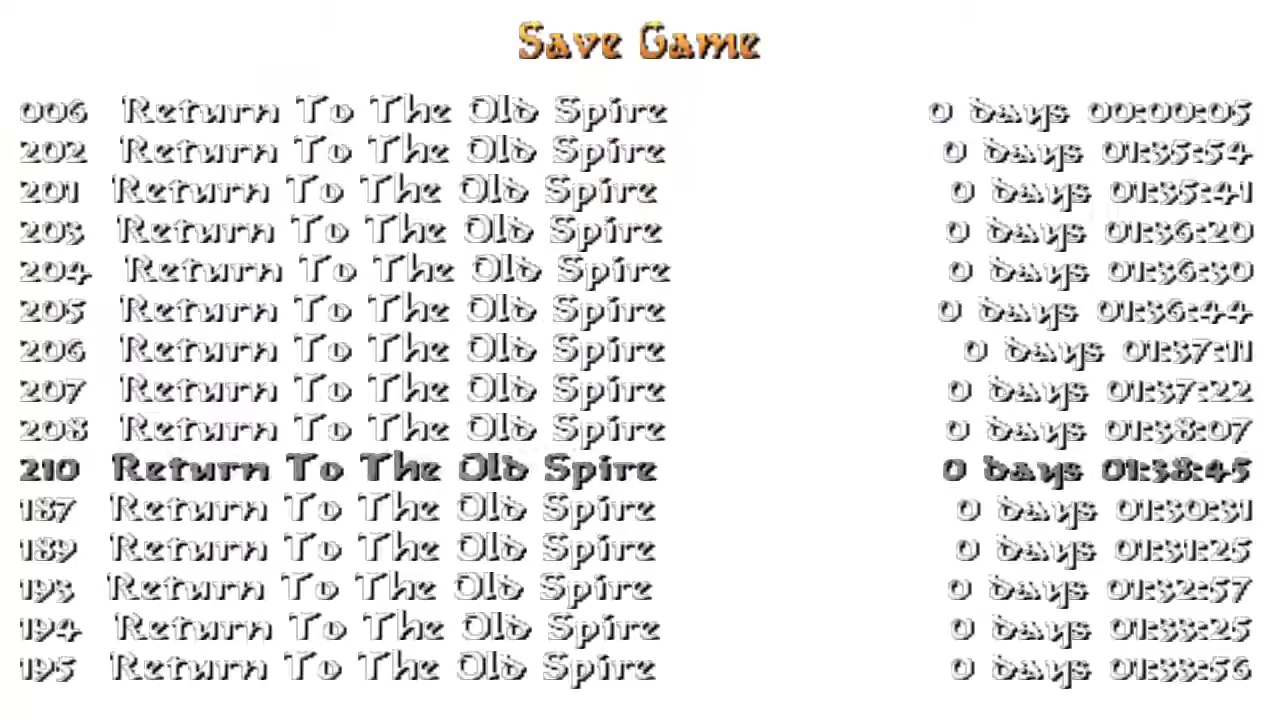 Save Game
006 Return To The Old Spire 0 days 00:00:05
202 Return To The Old Spire 0 days 01:35:54
201 Return To The Old Spire 0 days 01:35:41
203 Return To The Old Spire 0 days 01:36:20
204 Return To The Old Spire 0 days 01:36:30
205 Return To The Old Spire 0 days 01:36:44
206 Return To The Old Spire 0 days 01:37:11
207 Return To The Old Spire 0 days 01:37:22
208 Return To The Old Spire 0 days 01:38:07
210 Return To The Old Spire 0 days 01:38:45
187 Return To The Old Spire 0 days 01:30:31
189 Return To The Old Spire 0 days 01:31:25
193 Return To The Old Spire 0 days 01:32:57
194 Return To The Old Spire 0 days 01:33:25
195 Return To The Old Spire 0 days 01:33:56